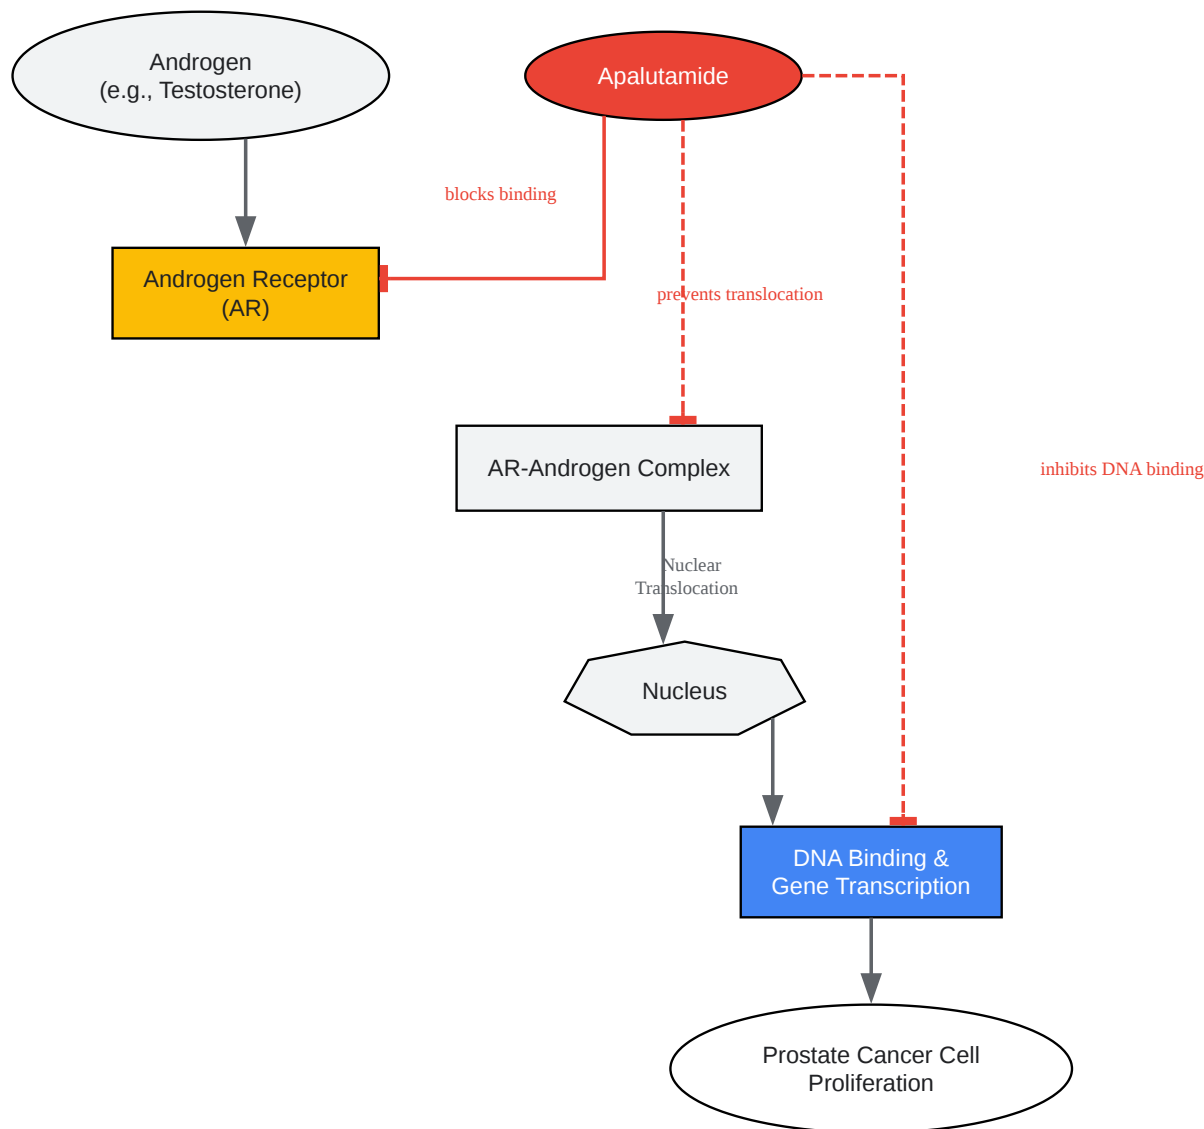 Androgen
(e.g., Testosterone)
Apalutamide
blocks binding
Androgen Receptor
(AR)
prevents translocation
AR-Androgen Complex
inhibits DNA binding
Nuclear
Translocation
Nucleus
DNA Binding &
Gene Transcription
Prostate Cancer Cell
Proliferation